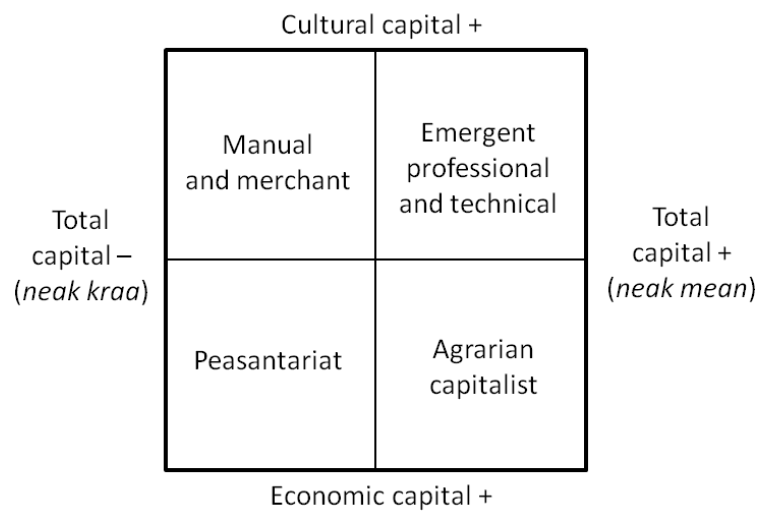 Cultural capital +
Manual
and merchant
Emergent
professional
and technical
Total
capital –
(neak kraa)
Total
capital +
(neak mean)
Peasantariat
Agrarian
capitalist
Economic capital +